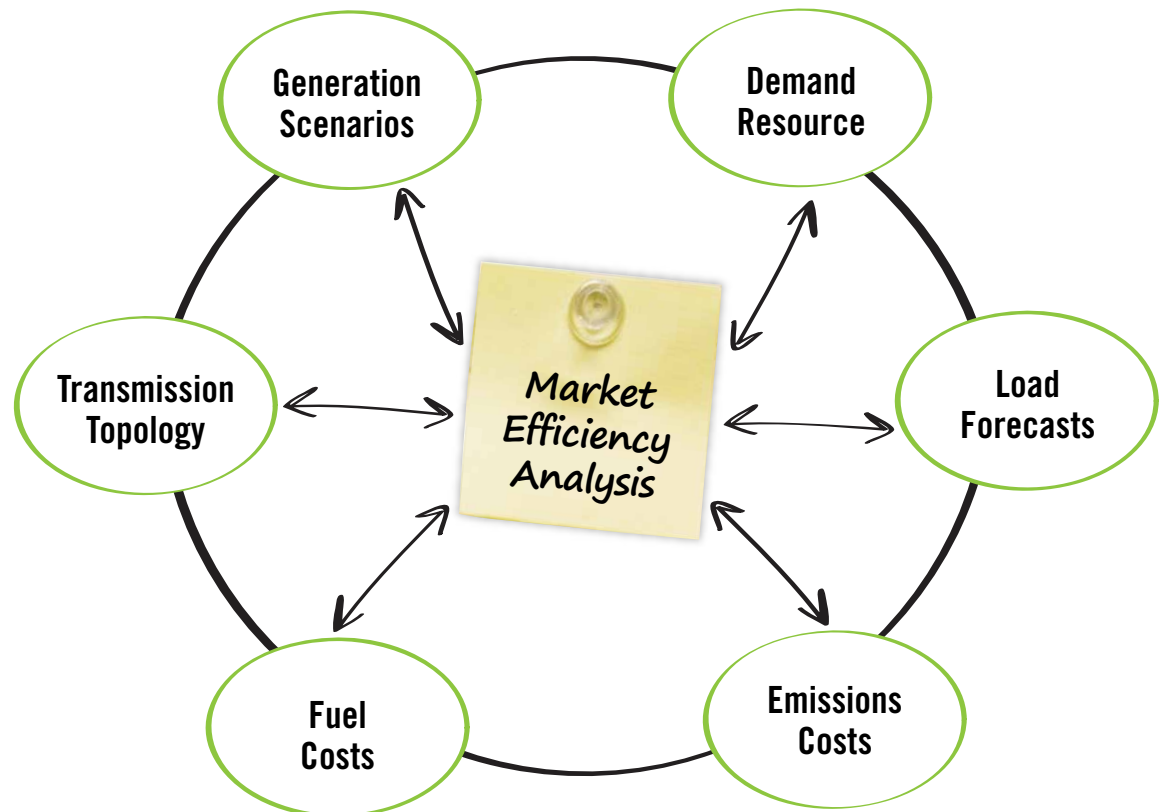 Generation
Scenarios
Demand
Resource
Transmission
Topology
Market
Efficiency
Analysis
Load
Forecasts
Fuel
Costs
Emissions
Costs